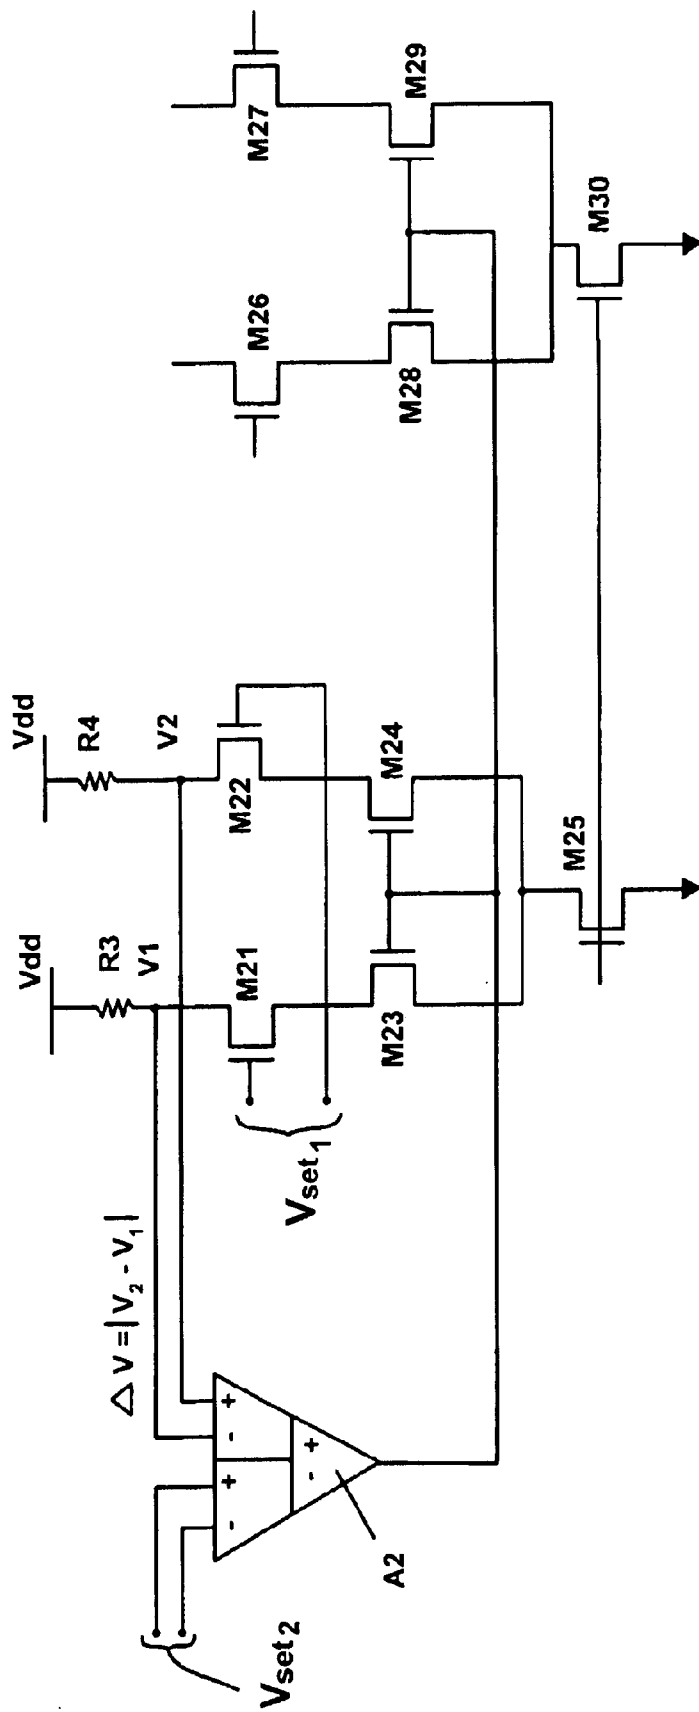 Vdd
Vdd
R3
R4
V1
V2
△V=|V₂ - V₁|
M21
M22
M26
M27
Vset₁
M23
M24
M28
M29
M25
M30
Vset₂
- + - +
- +
A2